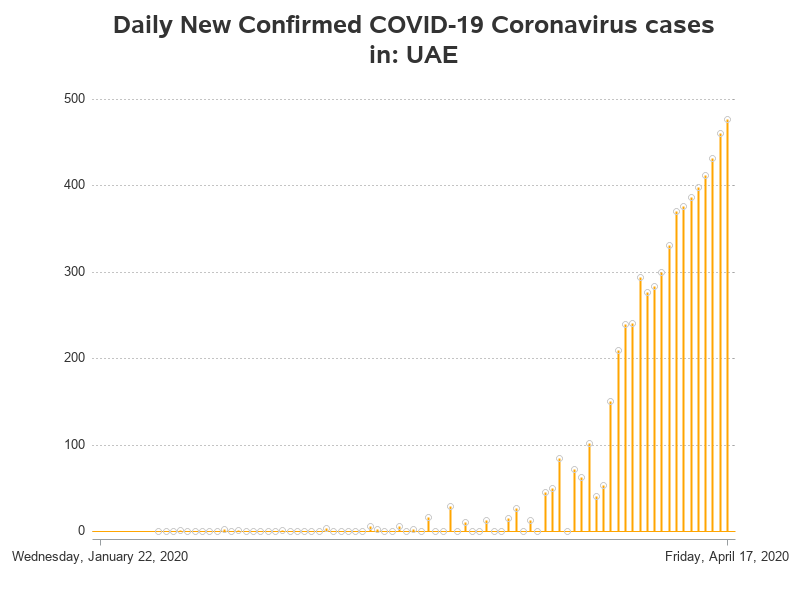 Daily New Confirmed COVID-19 Coronavirus cases
in: UAE
500
400
300
200
100
0
Wednesday, January 22, 2020
Friday, April 17, 2020